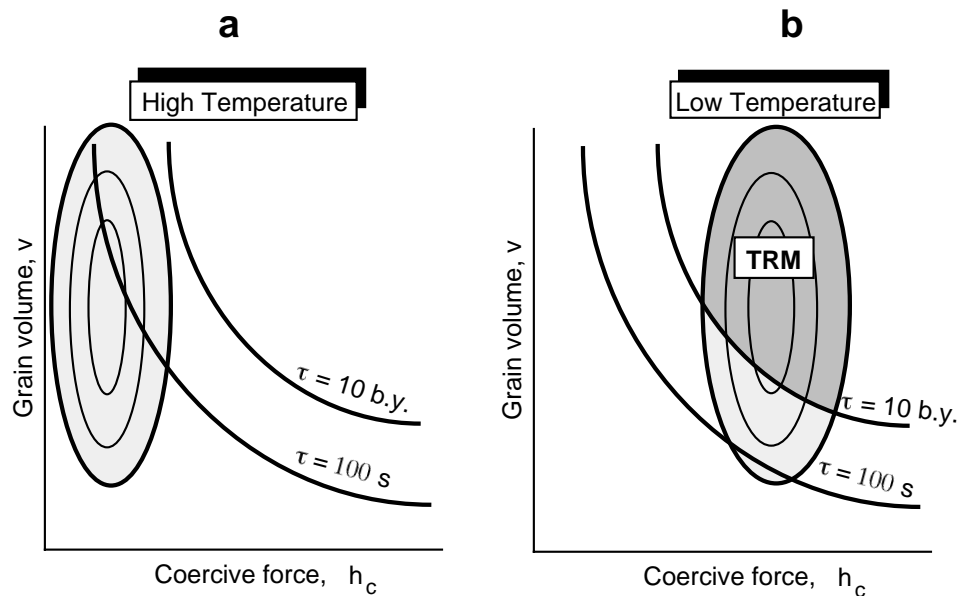 a
High Temperature
Grain volume, v
τ = 10 b.y.
τ = 100 s
Coercive force, h_c
b
Low Temperature
Grain volume, v
TRM
τ = 10 b.y.
τ = 100 s
Coercive force, h_c